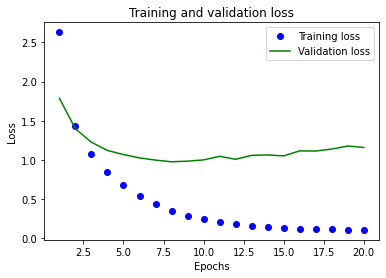 Training and validation loss
Training loss
Validation loss
2.5
2.0
1.5
1.0
0.5
0.0
Loss
2.5
5.0
7.5
10.0
12.5
15.0
17.5
20.0
Epochs